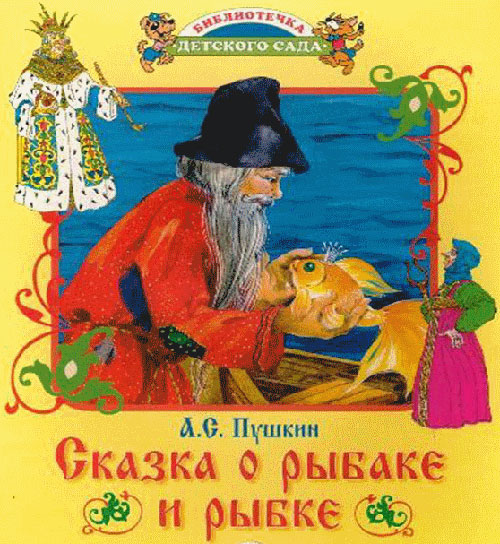 БИБЛИОТЕЧКА
ДЕТСКОГО САДА
А.С. Пушкин
Сказка о рыбаке
и рыбке